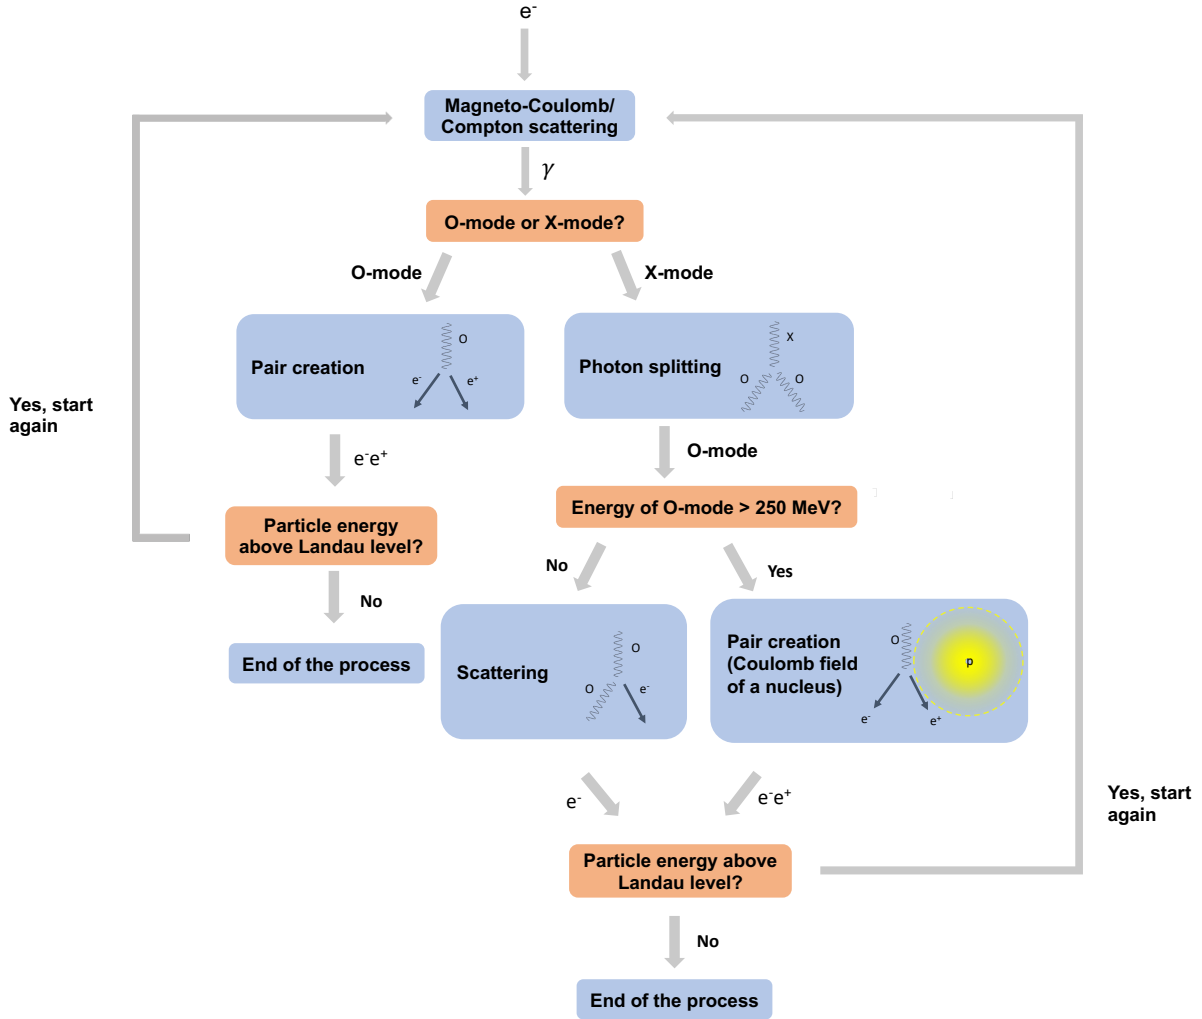 e⁻
Magneto-Coulomb/
Compton scattering
γ
O-mode or X-mode?
O-mode
X-mode
Pair creation
O
e⁻
e⁺
Photon splitting
X
O
O
Yes, start
again
e⁻e⁺
O-mode
Energy of O-mode > 250 MeV?
Particle energy
above Landau level?
No
Yes
No
End of the process
Scattering
O
O
e⁻
Pair creation
(Coulomb field
of a nucleus)
O
p
e⁻
e⁺
e⁻
e⁻e⁺
Yes, start
again
Particle energy above
Landau level?
No
End of the process